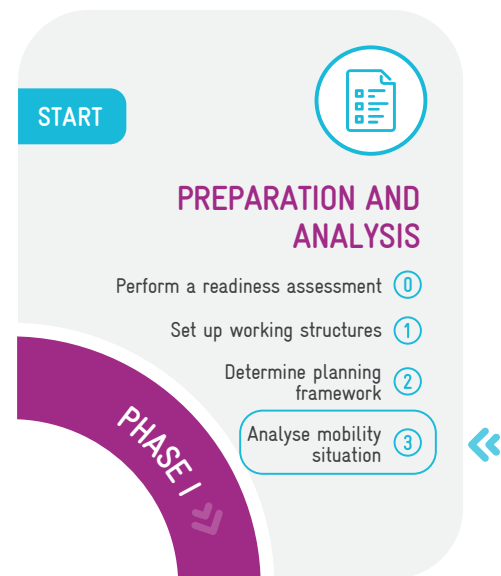 START
PREPARATION AND
ANALYSIS
Perform a readiness assessment 0
Set up working structures 1
Determine planning
framework 2
Analyse mobility
situation 3
PHASE I